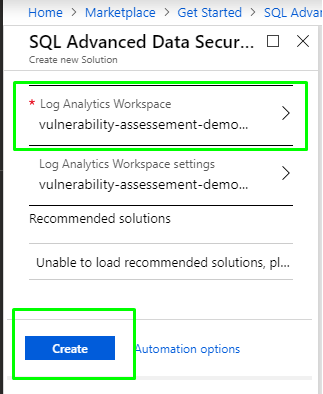 Home > Marketplace > Get Started > SQL Advan
SQL Advanced Data Secur...
Create new Solution
* Log Analytics Workspace
vulnerability-assessement-demo...
Log Analytics Workspace settings
vulnerability-assessement-demo...
Recommended solutions
Unable to load recommended solutions, pl...
Create
Automation options